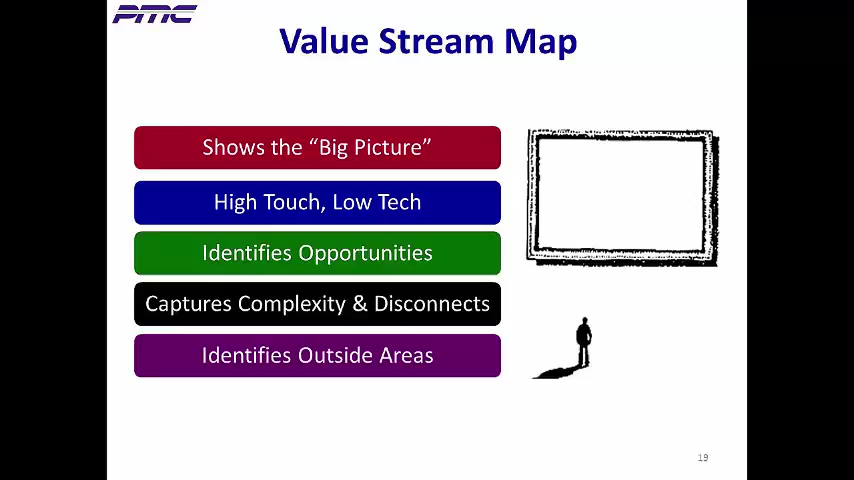 PMC
Value Stream Map
Shows the “Big Picture”
High Touch, Low Tech
Identifies Opportunities
Captures Complexity & Disconnects
Identifies Outside Areas
19